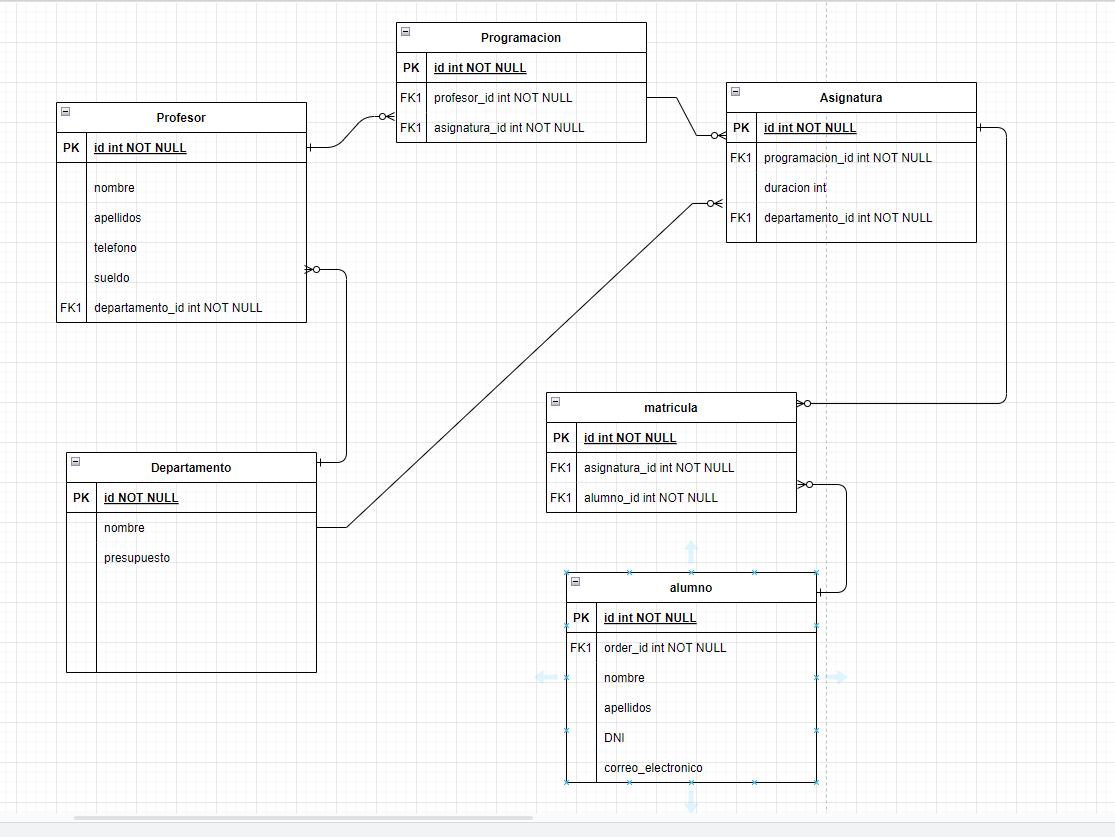 Programacion
PK id int NOT NULL
FK1 profesor_id int NOT NULL
FK1 asignatura_id int NOT NULL
Asignatura
PK id int NOT NULL
FK1 programacion_id int NOT NULL
duracion int
FK1 departamento_id int NOT NULL
Profesor
PK id int NOT NULL
nombre
apellidos
telefono
sueldo
FK1 departamento_id int NOT NULL
matricula
PK id int NOT NULL
FK1 asignatura_id int NOT NULL
FK1 alumno_id int NOT NULL
Departamento
PK id NOT NULL
nombre
presupuesto
alumno
PK id int NOT NULL
FK1 order_id int NOT NULL
nombre
apellidos
DNI
correo_electronico